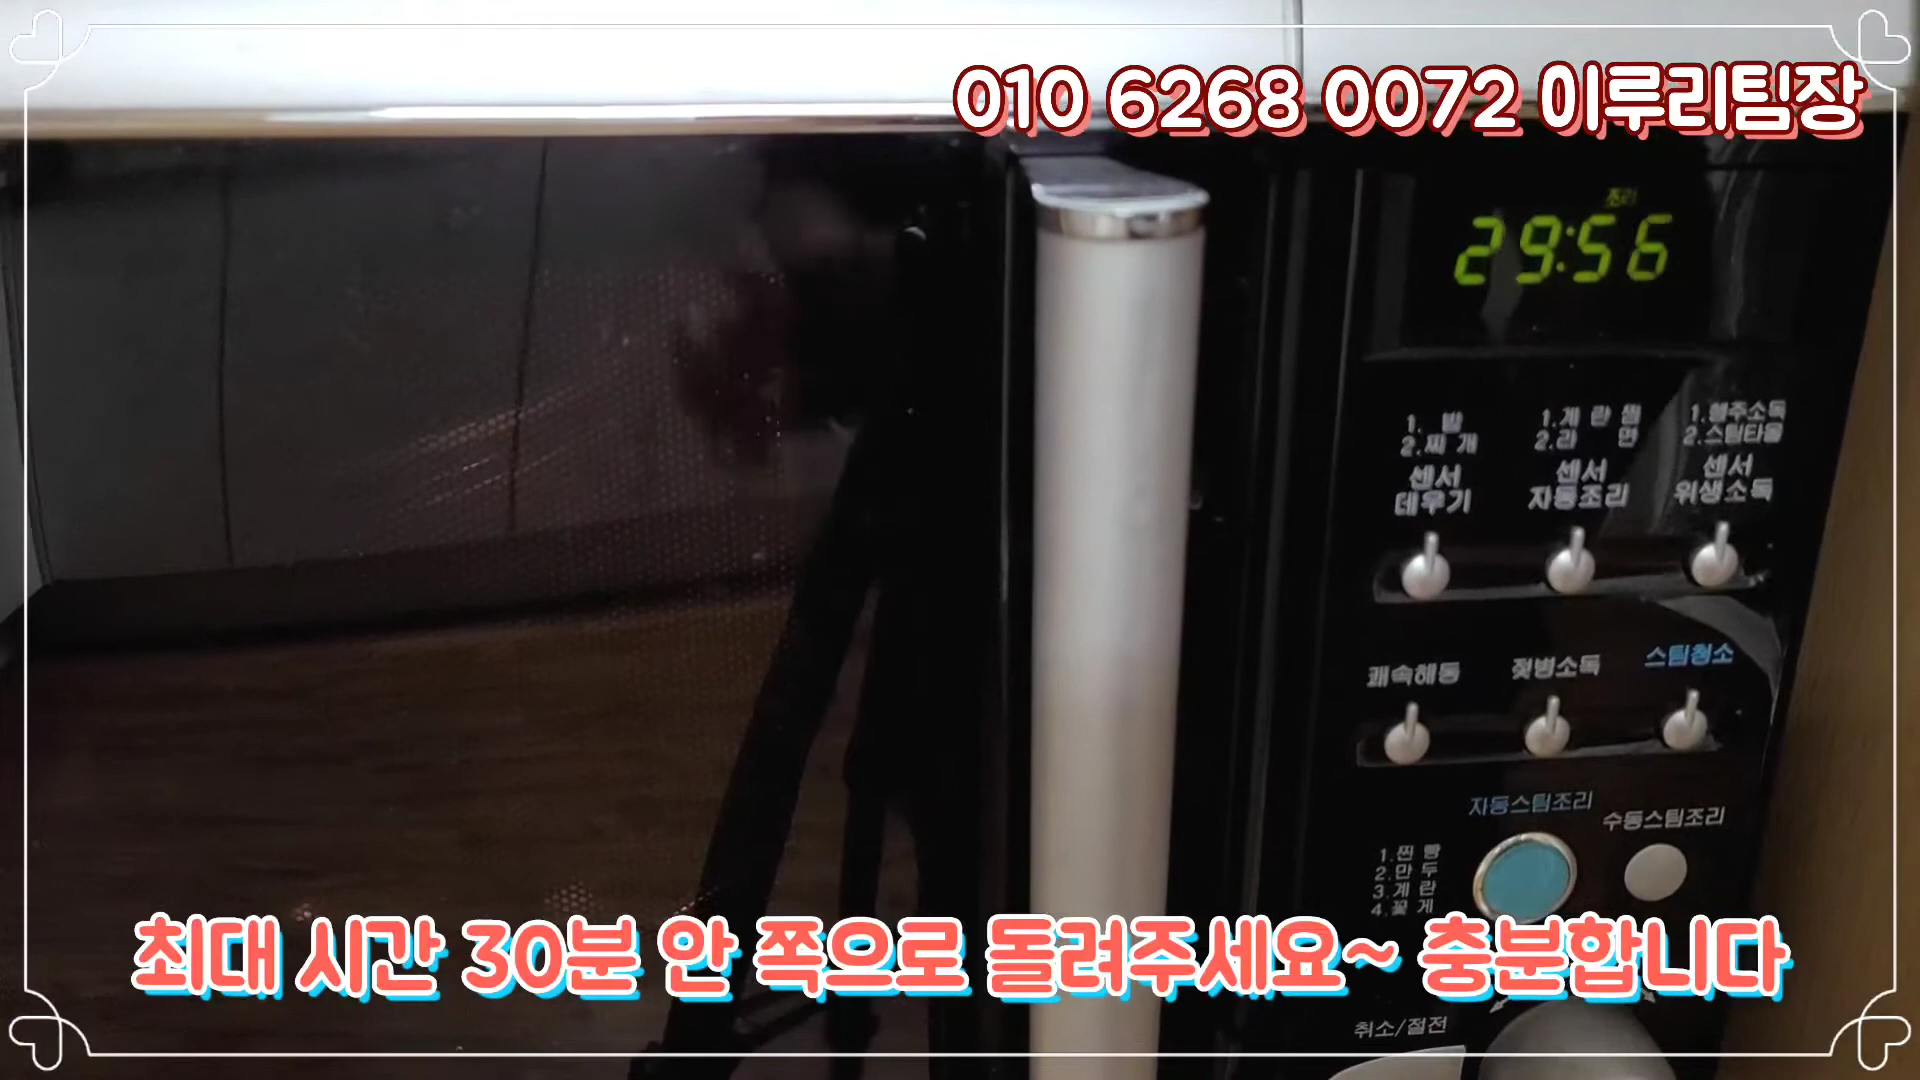 010 6268 0072 이루리팀장
조리
29:56
1. 밥
2.찌 개
센서
데우기
1.계 란 찜
2.라 면
센서
자동조리
1.행주소독
2.스팀타올
센서
위생소독
쾌속해동
젖병소독
스팀청소
자동스팀조리
수동스팀조리
1.찐 빵
2.만 두
3.계 란
4.꽃 게
최대 시간 30분 안 쪽으로 돌려주세요~ 충분합니다
취소/절전